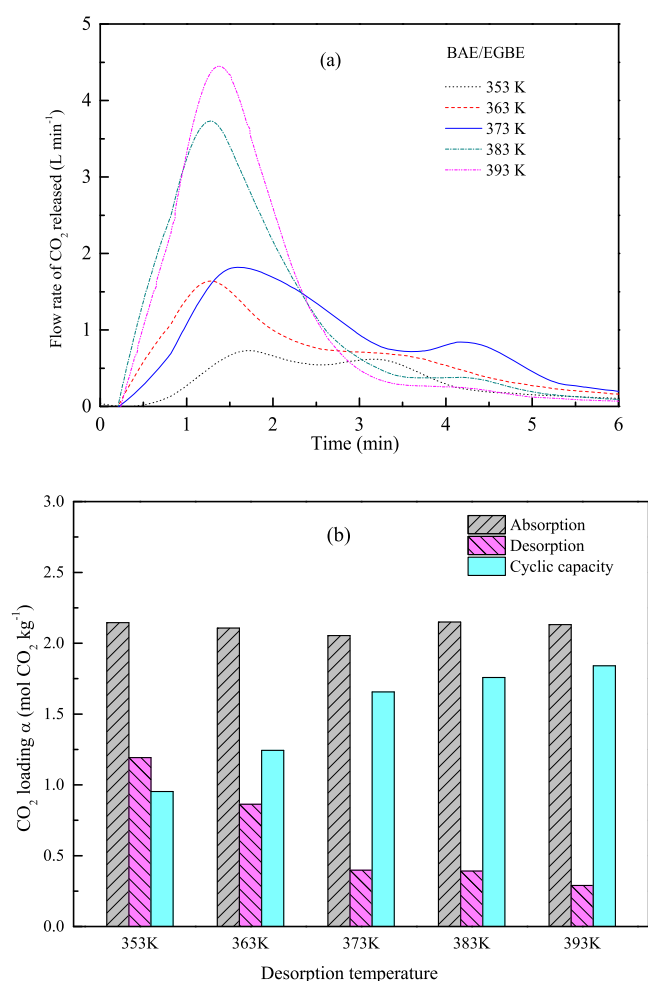 5
4
3
2
1
0
Flow rate of CO₂ released (L min⁻¹)
(a)
BAE/EGBE
353 K
363 K
373 K
383 K
393 K
0 1 2 3 4 5 6
Time (min)
3.0
2.5
2.0
1.5
1.0
0.5
0.0
CO₂ loading α (mol CO₂ kg⁻¹)
(b)
Absorption
Desorption
Cyclic capacity
353K 363K 373K 383K 393K
Desorption temperature